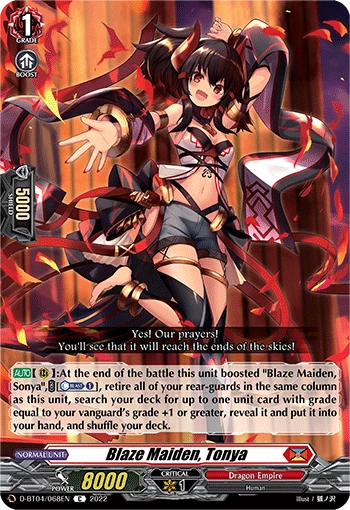 1
GRADE
BOOST
5000
SHIELD
Yes! Our prayers!
You'll see that it will reach the ends of the skies!
AUTO [ ]:At the end of the battle this unit boosted "Blaze Maiden,
Sonya", [C BLAST 1], retire all of your rear-guards in the same column
as this unit, search your deck for up to one unit card with grade
equal to your vanguard's grade +1 or greater, reveal it and put it into
your hand, and shuffle your deck.
NORMAL UNIT
Blaze Maiden, Tonya
POWER 8000
CRITICAL
1
Dragon Empire
Human
D-BT04/068EN C 2022
Illust / 狐ノ沢